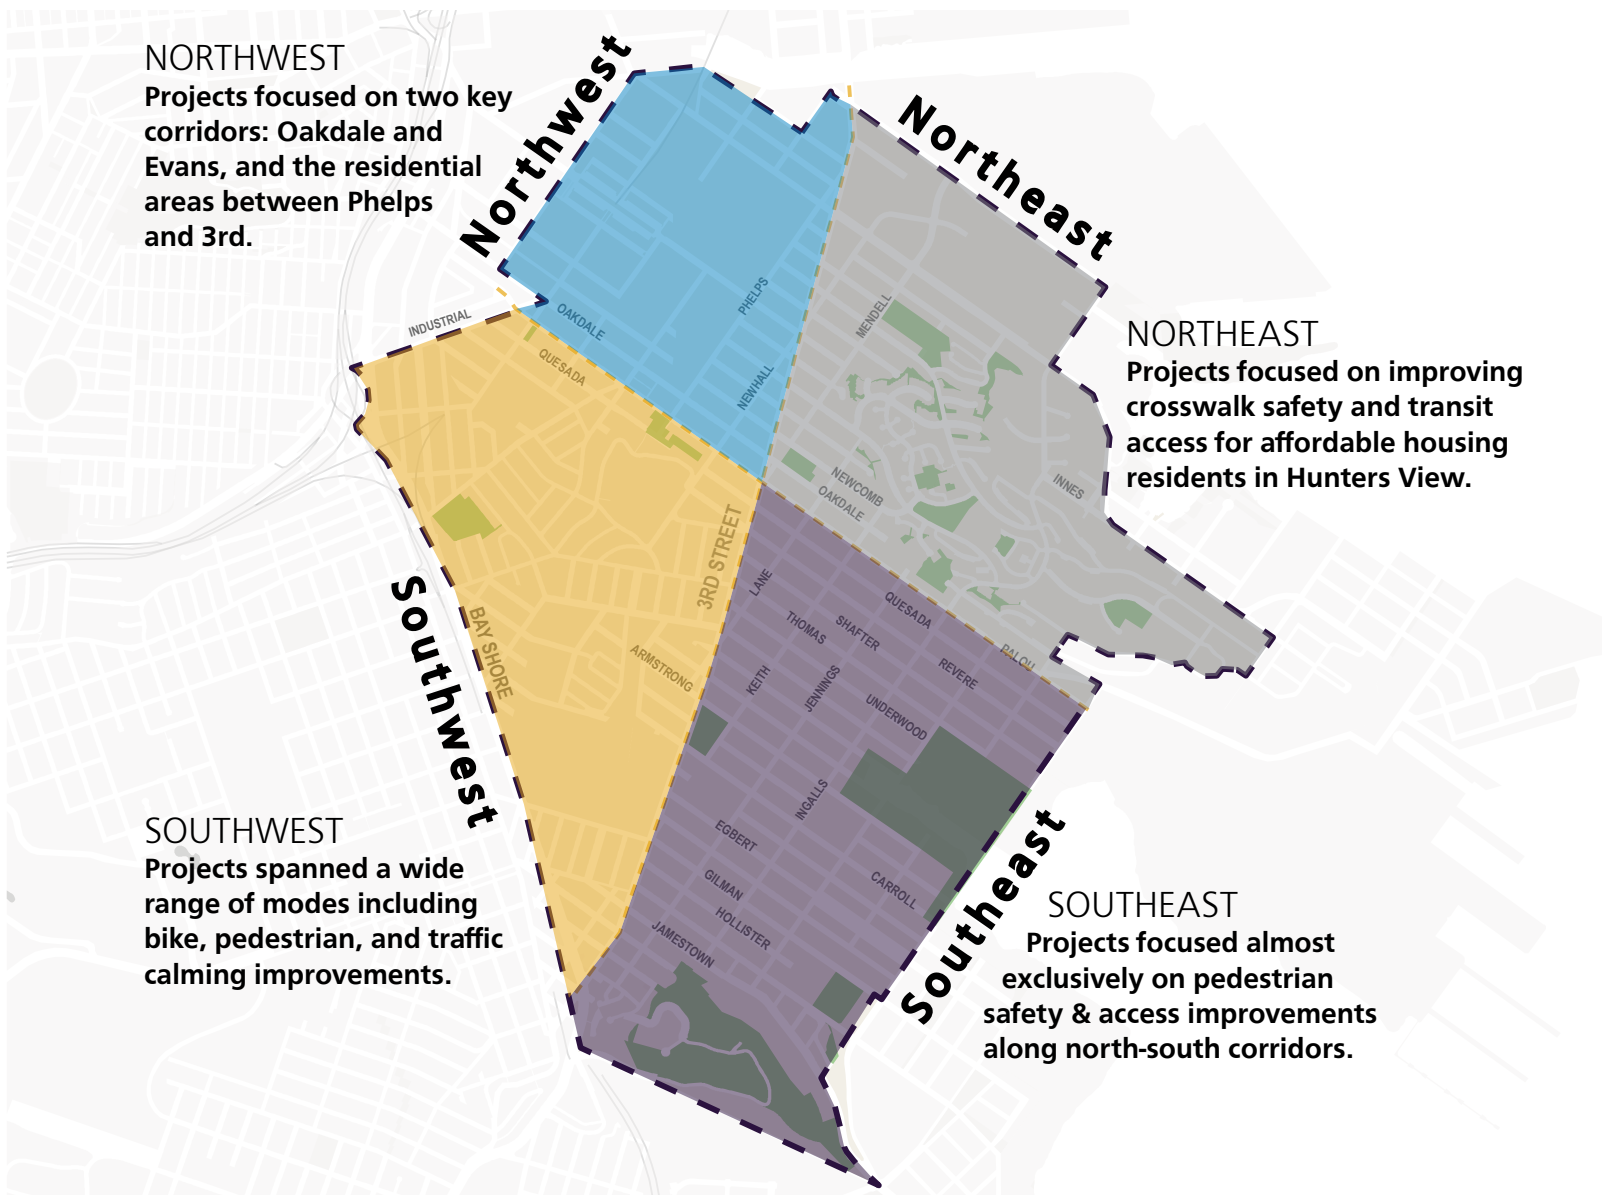 NORTHWEST
Projects focused on two key
corridors: Oakdale and
Evans, and the residential
areas between Phelps
and 3rd.
Northwest
Northeast
INDUSTRIAL
OAKDALE
QUESADA
PHELPS
NEWHALL
MENDELL
NORTHEAST
Projects focused on improving
crosswalk safety and transit
access for affordable housing
residents in Hunters View.
NEWCOMB
OAKDALE
INNES
3RD STREET
LANE
QUESADA
THOMAS
SHAFTER
PALOU
REVERE
Southwest
BAY SHORE
ARMSTRONG
KEITH
JENNINGS
UNDERWOOD
INGALLS
EGBERT
GILMAN
CARROLL
HOLLISTER
JAMESTOWN
SOUTHWEST
Projects spanned a wide
range of modes including
bike, pedestrian, and traffic
calming improvements.
Southeast
SOUTHEAST
Projects focused almost
exclusively on pedestrian
safety & access improvements
along north-south corridors.